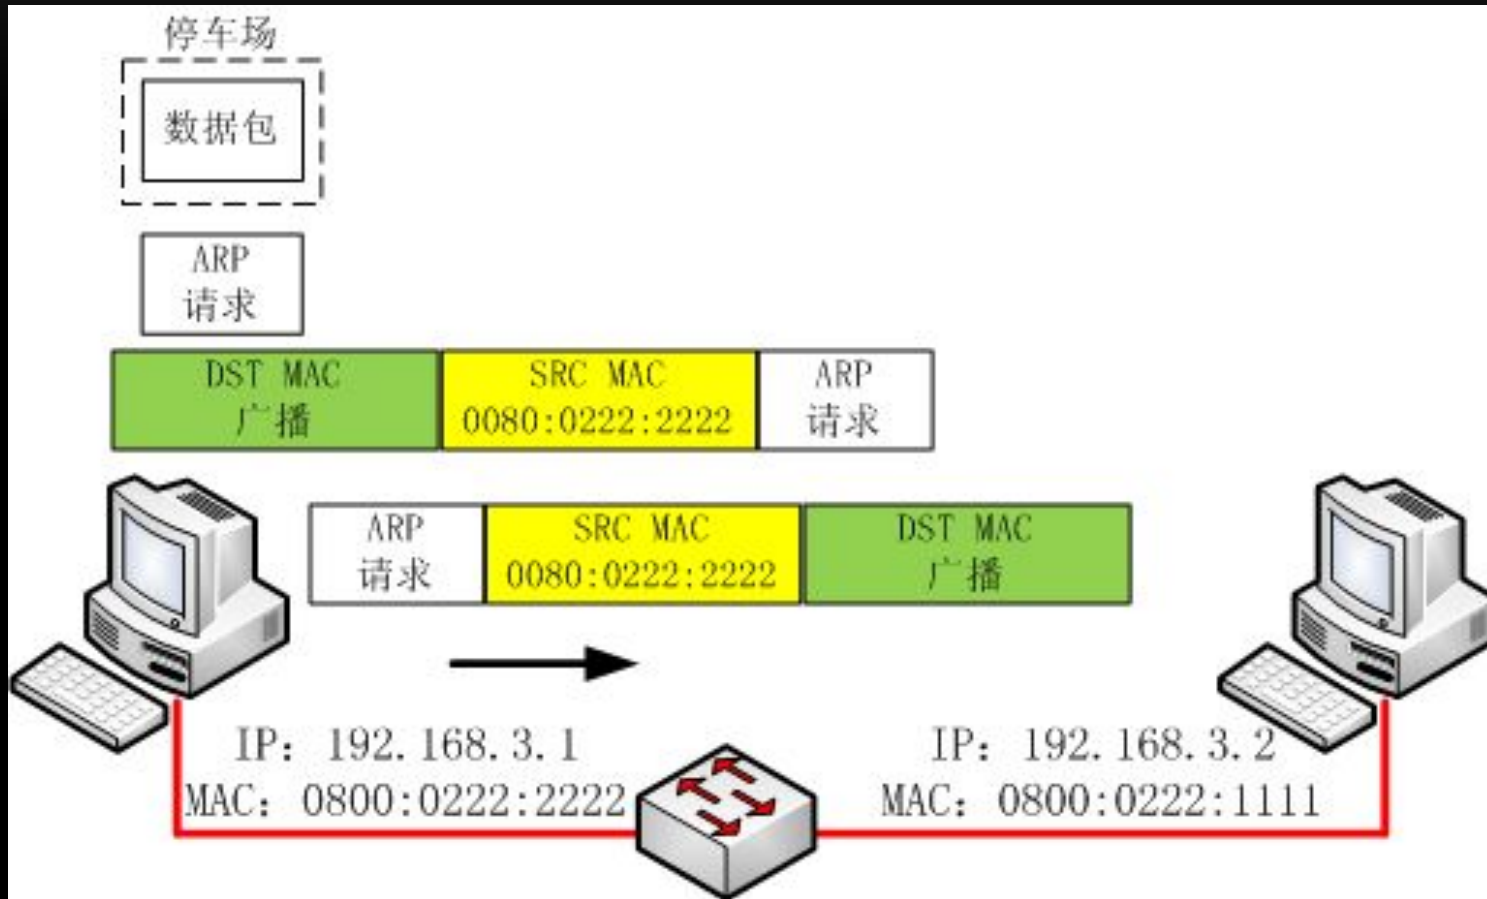 停车场
数据包
ARP
请求
DST MAC
广播
SRC MAC
0080:0222:2222
ARP
请求
ARP
请求
SRC MAC
0080:0222:2222
DST MAC
广播
IP: 192.168.3.1
MAC: 0800:0222:2222
IP: 192.168.3.2
MAC: 0800:0222:1111